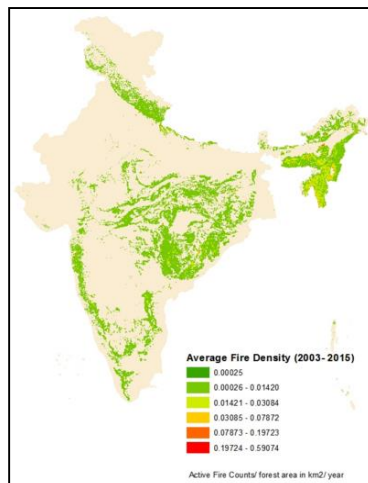 Average Fire Density (2003- 2015)
0.00025
0.00026 - 0.01420
0.01421 - 0.03084
0.03085 - 0.07872
0.07873 - 0.19723
0.19724 - 0.59074
Active Fire Counts/ forest area in km2/ year